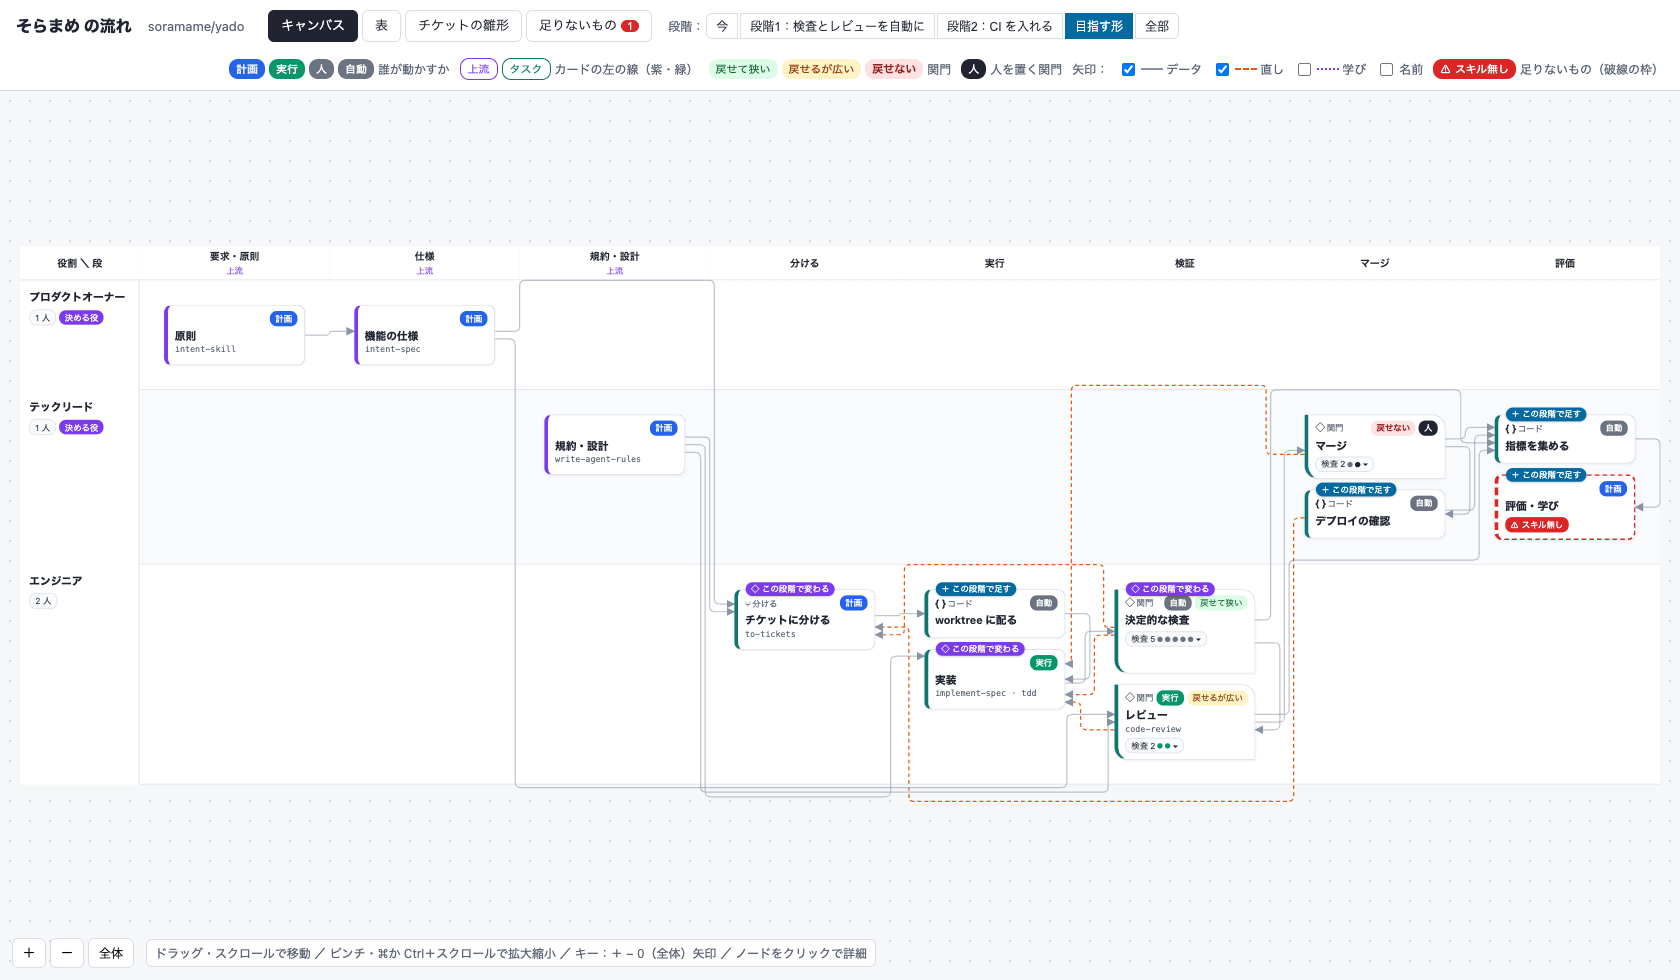 そらまめ の流れ
soramame/yado
キャンバス
表
チケットの雛形
足りないもの 1
段階：
今
段階1：検査とレビューを自動に
段階2：CI を入れる
目指す形
全部
計画 実行 人 自動 誰が動かすか
上流 タスク カードの左の線（紫・緑）
戻せて狭い 戻せるが広い 戻せない 関門
人 人を置く関門
矢印：
データ
直し
学び
名前
⚠ スキル無し 足りないもの（破線の枠）
役割 ＼ 段
要求・原則
上流
仕様
上流
規約・設計
上流
分ける
実行
検証
マージ
評価
プロダクトオーナー
1 人 決める役
計画
原則
intent-skill
計画
機能の仕様
intent-spec
テックリード
1 人 決める役
計画
規約・設計
write-agent-rules
◇関門 戻せない 人
マージ
検査 2
＋ この段階で足す
{ } コード 自動
デプロイの確認
＋ この段階で足す
{ } コード 自動
指標を集める
＋ この段階で足す
計画
評価・学び
⚠ スキル無し
エンジニア
2 人
◇ この段階で変わる
分ける 計画
チケットに分ける
to-tickets
＋ この段階で足す
{ } コード 自動
worktree に配る
◇ この段階で変わる
実行
実装
implement-spec · tdd
◇ この段階で変わる
◇関門 自動 戻せて狭い
決定的な検査
検査 5
◇関門 実行 戻せるが広い
レビュー
code-review
検査 2
＋
−
全体
ドラッグ・スクロールで移動 ／ ピンチ・⌘か Ctrl＋スクロールで拡大縮小 ／ キー：＋ − 0（全体）矢印 ／ ノードをクリックで詳細